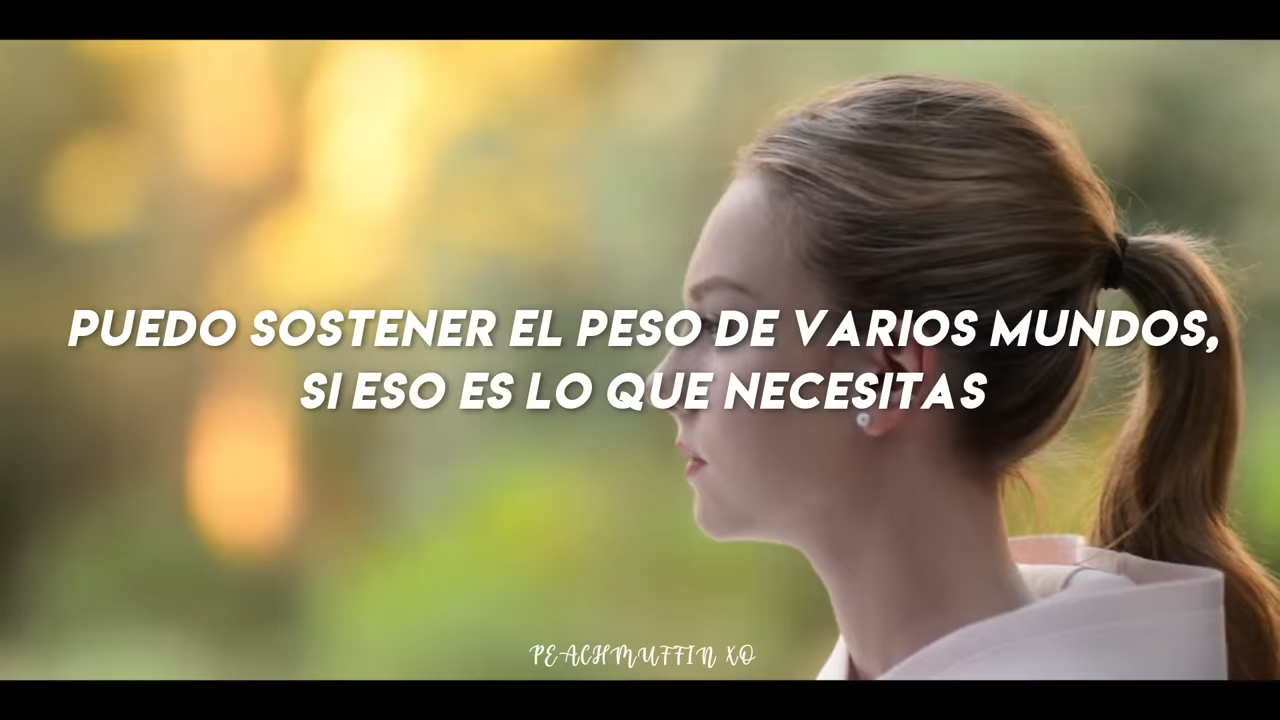 PUEDO SOSTENER EL PESO DE VARIOS MUNDOS,
SI ESO ES LO QUE NECESITAS
PEACHMUFFIN XO